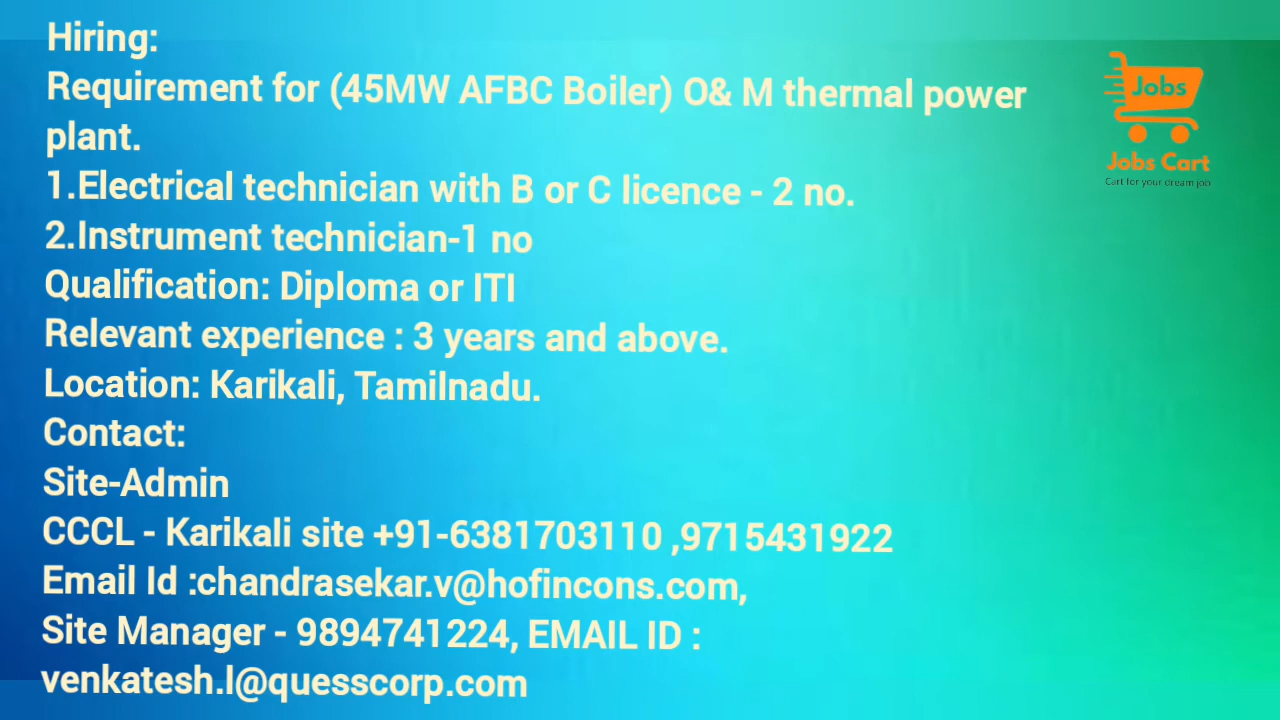 Hiring:
Requirement for (45MW AFBC Boiler) O& M thermal power
plant.
1.Electrical technician with B or C licence - 2 no.
2.Instrument technician-1 no
Qualification: Diploma or ITI
Relevant experience : 3 years and above.
Location: Karikali, Tamilnadu.
Contact:
Site-Admin
CCCL - Karikali site +91-6381703110 ,9715431922
Email Id :chandrasekar.v@hofincons.com,
Site Manager - 9894741224, EMAIL ID :
venkatesh.l@quesscorp.com
Jobs
Jobs Cart
Cart for your dream job